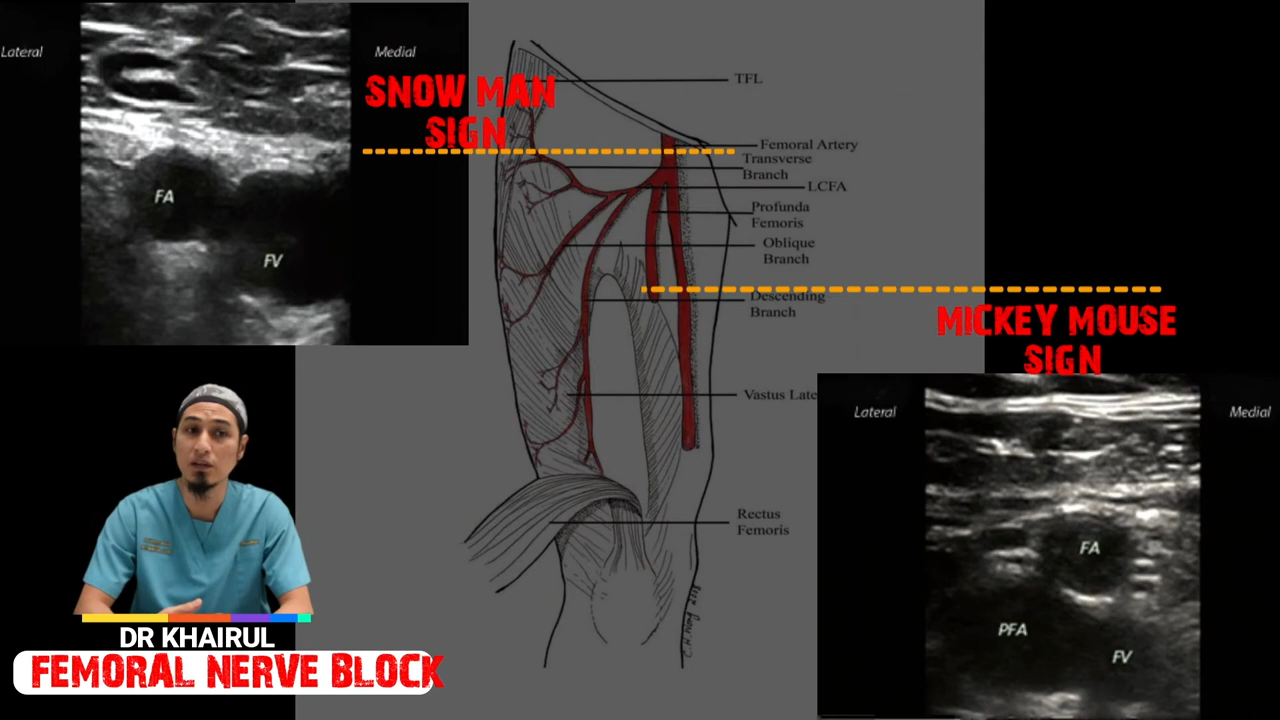 Lateral
Medial
FA
FV
SNOW MAN
SIGN
TFL
Femoral Artery
Transverse
Branch
LCFA
Profunda
Femoris
Oblique
Branch
Descending
Branch
Vastus Late
Rectus
Femoris
MICKEY MOUSE
SIGN
Lateral
Medial
FA
PFA
FV
DR KHAIRUL
FEMORAL NERVE BLOCK